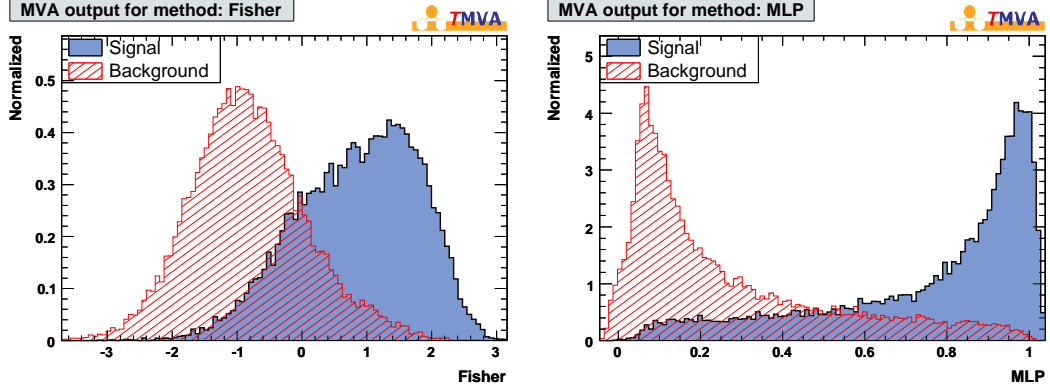 MVA output for method: Fisher
TMVA
Normalized
Signal
Background
0.5
0.4
0.3
0.2
0.1
0
-3 -2 -1 0 1 2 3
Fisher
MVA output for method: MLP
TMVA
Normalized
Signal
Background
5
4
3
2
1
0
0 0.2 0.4 0.6 0.8 1
MLP